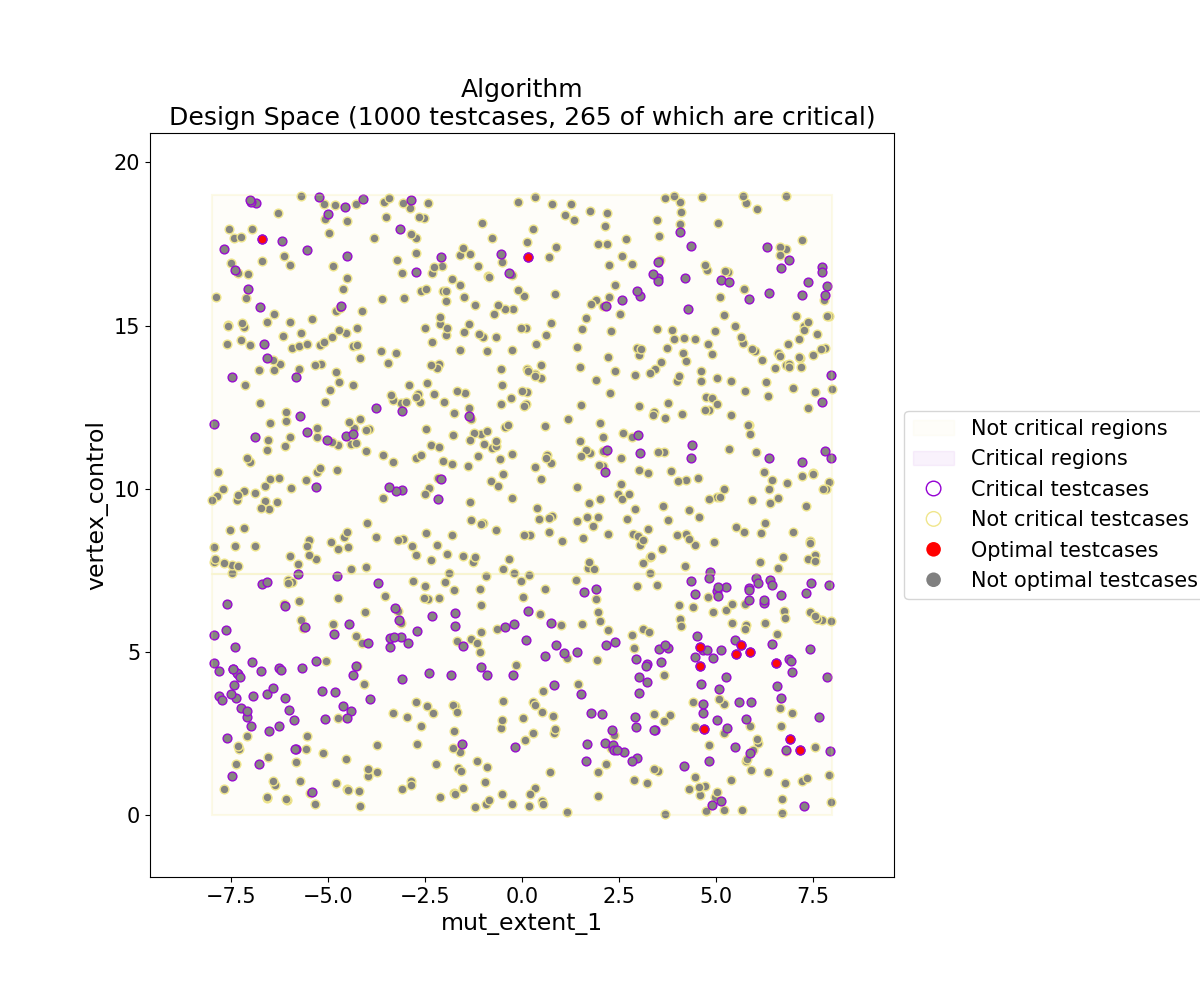 Algorithm
Design Space (1000 testcases, 265 of which are critical)
20
15
10
5
0
vertex_control
−7.5
−5.0
−2.5
0.0
2.5
5.0
7.5
mut_extent_1
Not critical regions
Critical regions
Critical testcases
Not critical testcases
Optimal testcases
Not optimal testcases